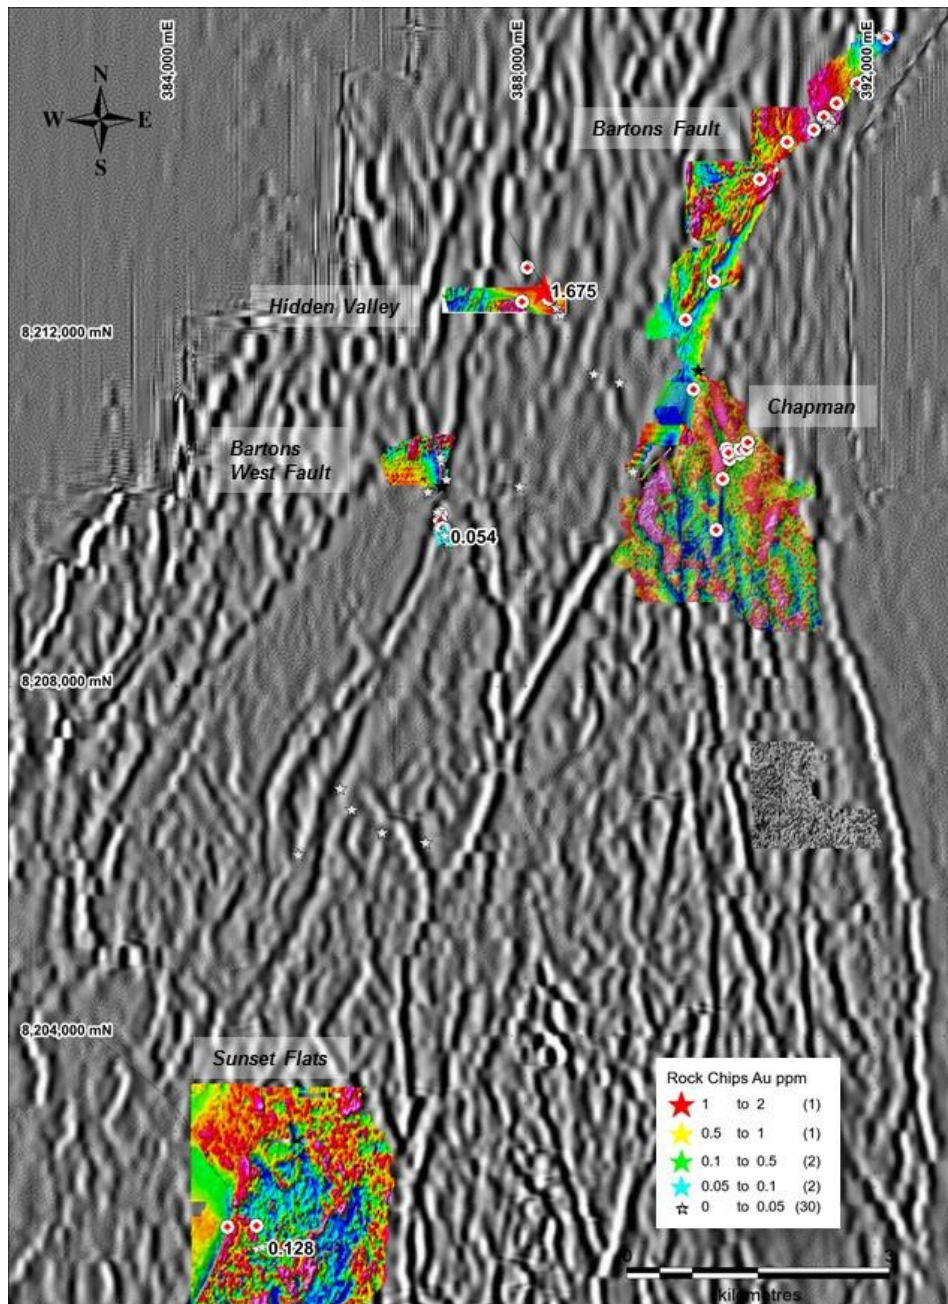 384,000 mE
388,000 mE
392,000 mE
N
W E
S
Bartons Fault
Hidden Valley
1.675
8,212,000 mN
Chapman
Bartons
West Fault
0.054
8,208,000 mN
8,204,000 mN
Sunset Flats
0.128
Rock Chips Au ppm
1 to 2 (1)
0.5 to 1 (1)
0.1 to 0.5 (2)
0.05 to 0.1 (2)
0 to 0.05 (30)
0 3
kilometres